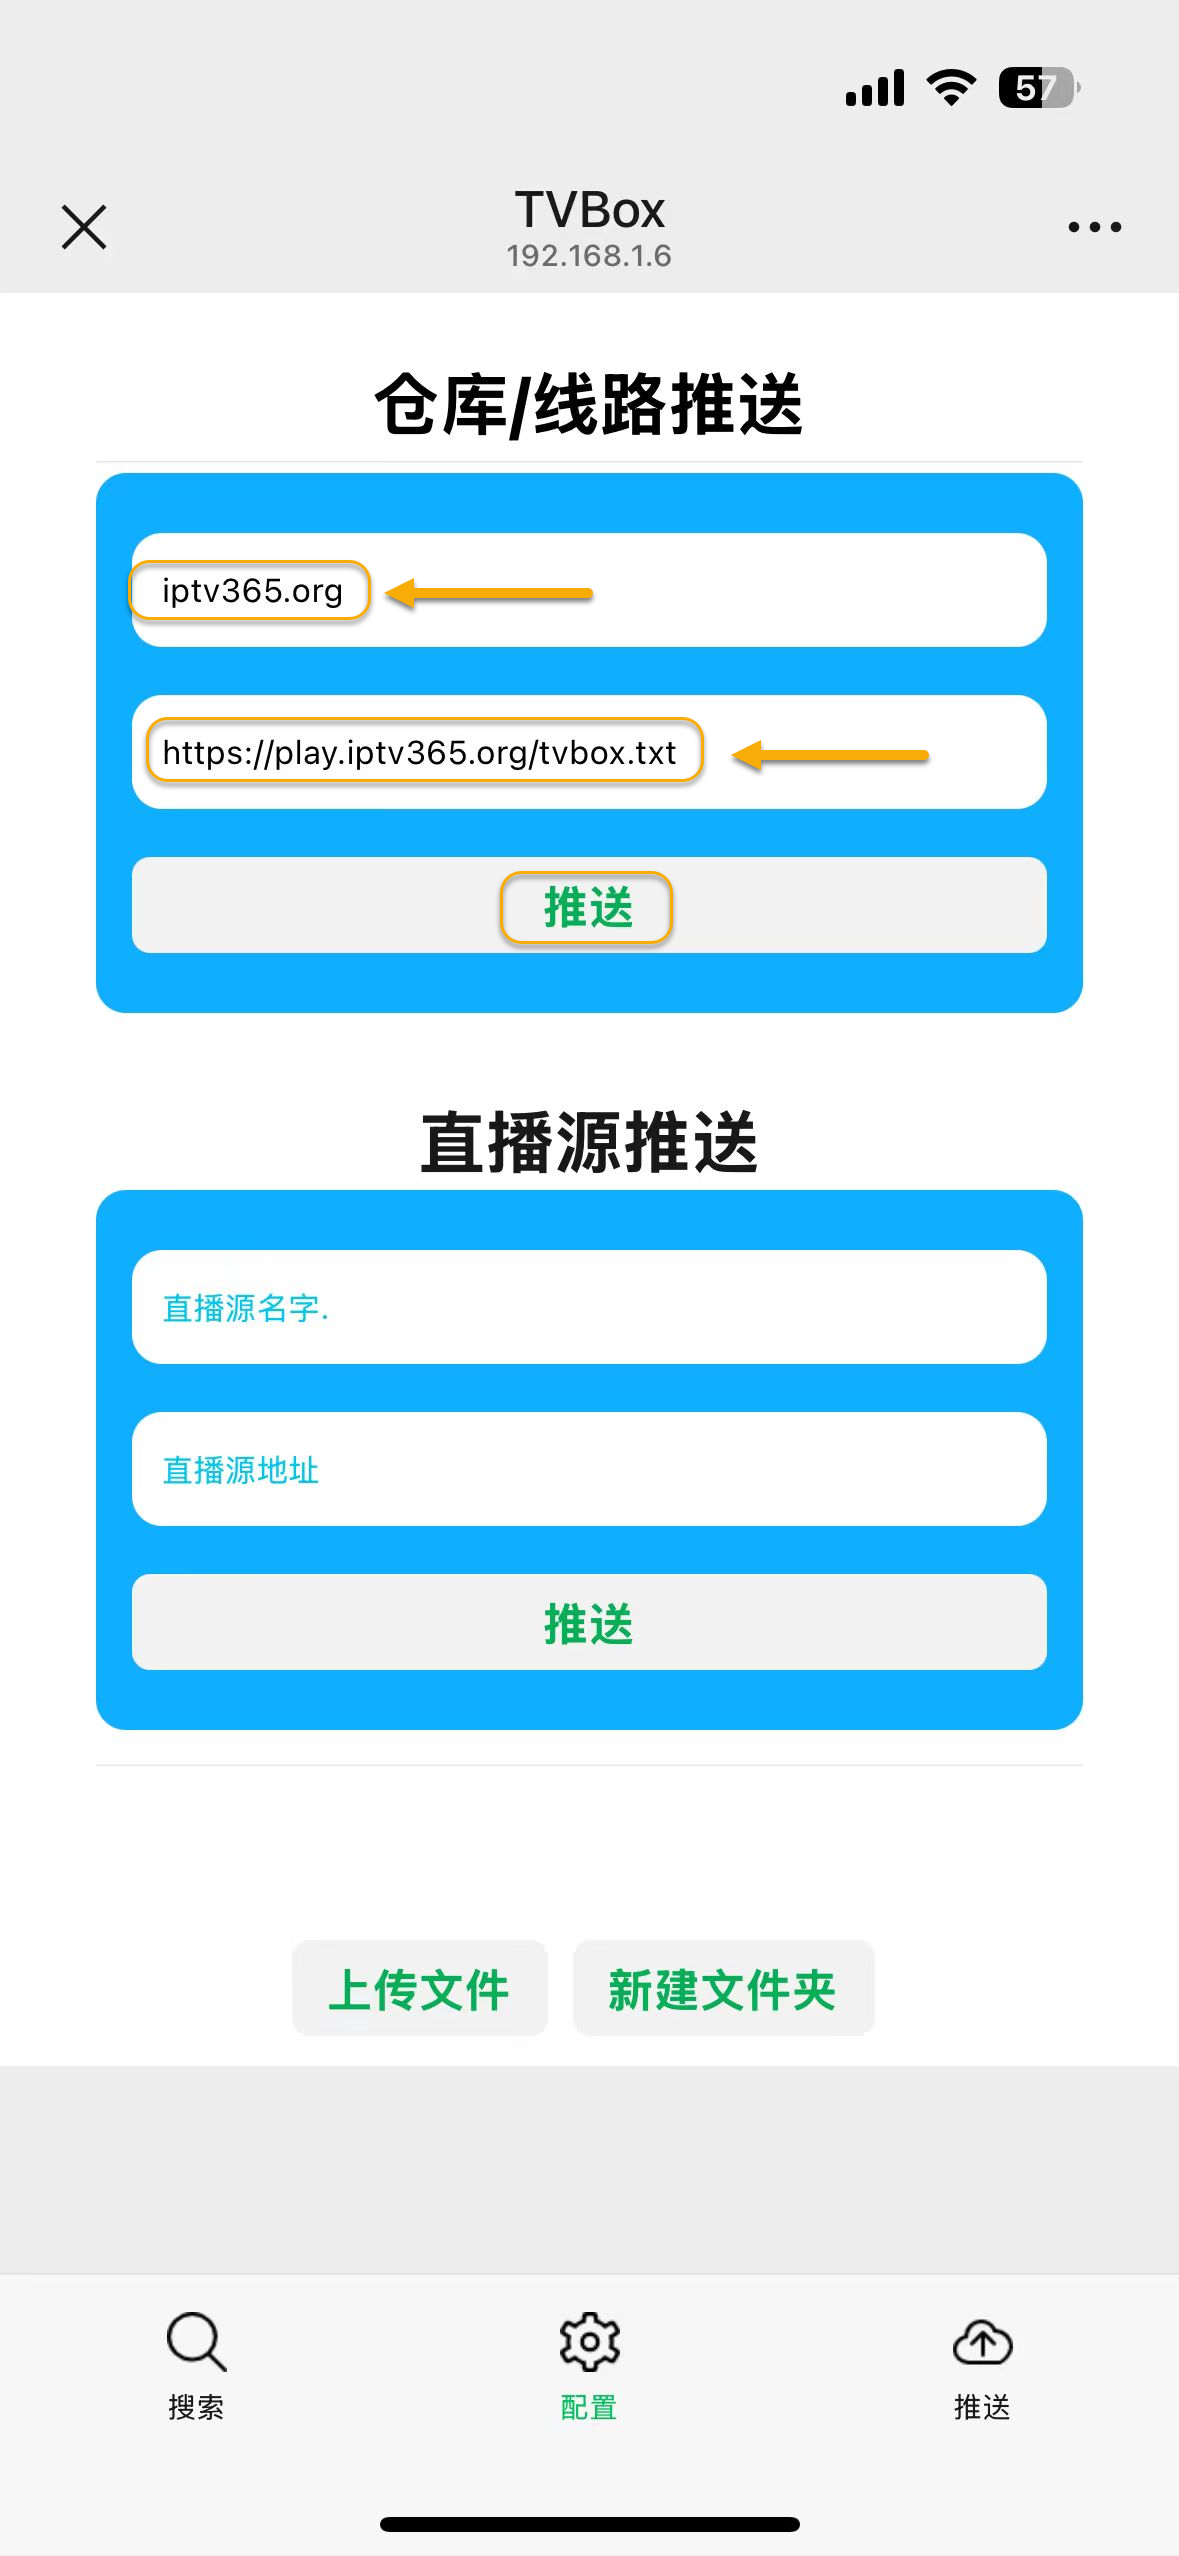 57
TVBox
192.168.1.6
仓库/线路推送
iptv365.org
https://play.iptv365.org/tvbox.txt
推送
直播源推送
直播源名字.
直播源地址
推送
上传文件 新建文件夹
搜索 配置 推送